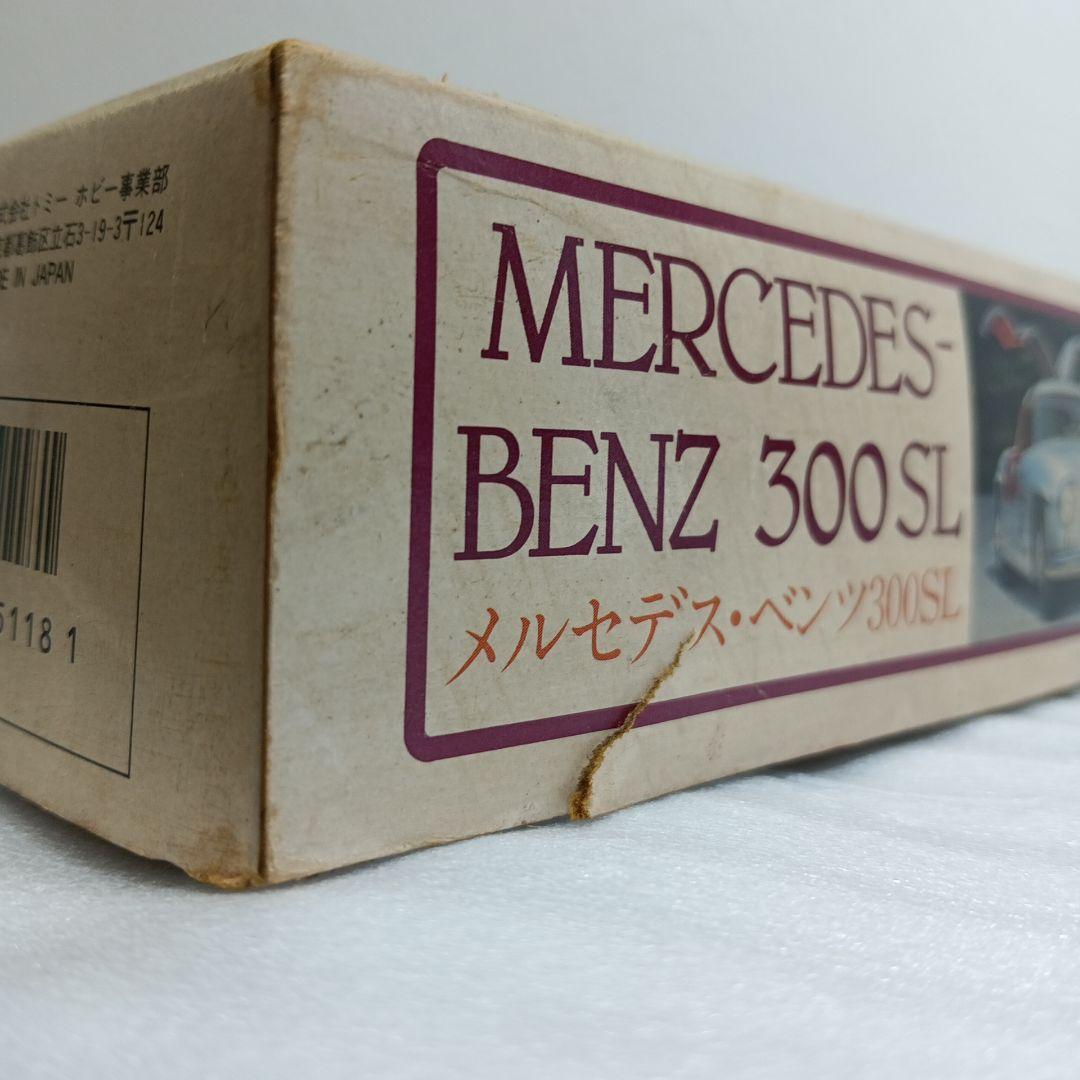 式会社トミー ホビー事業部
都葛飾区立石3-19-3〒124
DE IN JAPAN
5118 1
MERCEDES-
BENZ 300SL
メルセデス・ベンツ300SL